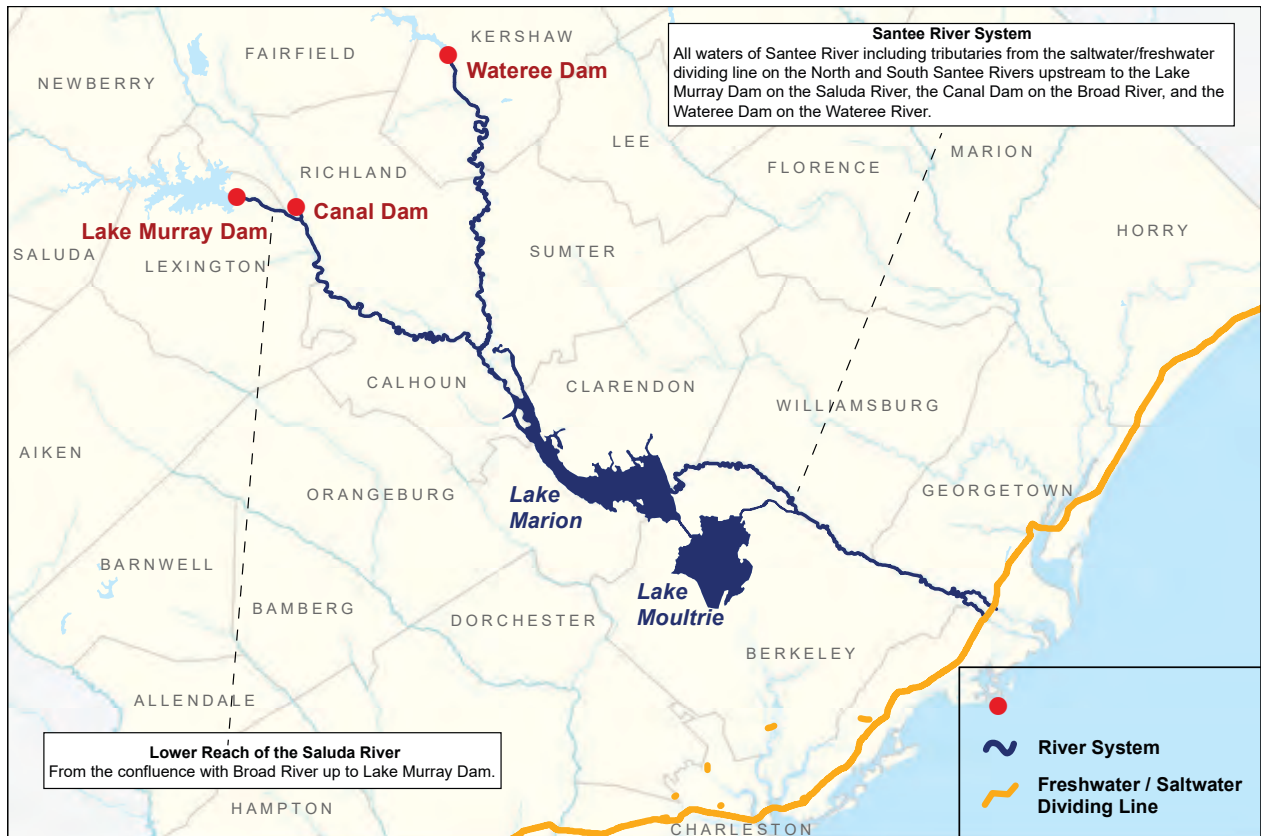 KERSHAW
FAIRFIELD
Wateree Dam
Santee River System
All waters of Santee River including tributaries from the saltwater/freshwater
dividing line on the North and South Santee Rivers upstream to the Lake
Murray Dam on the Saluda River, the Canal Dam on the Broad River, and the
Wateree Dam on the Wateree River.
NEWBERRY
LEE
FLORENCE
MARION
RICHLAND
Canal Dam
Lake Murray Dam
HORRY
SALUDA
LEXINGTON
SUMTER
CALHOUN
CLARENDON
WILLIAMSBURG
AIKEN
ORANGEBURG
Lake
Marion
GEORGETOWN
BARNWELL
BAMBERG
DORCHESTER
Lake
Moultrie
BERKELEY
ALLENDALE
Lower Reach of the Saluda River
From the confluence with Broad River up to Lake Murray Dam.
HAMPTON
CHARLESTON
River System
Freshwater / Saltwater
Dividing Line